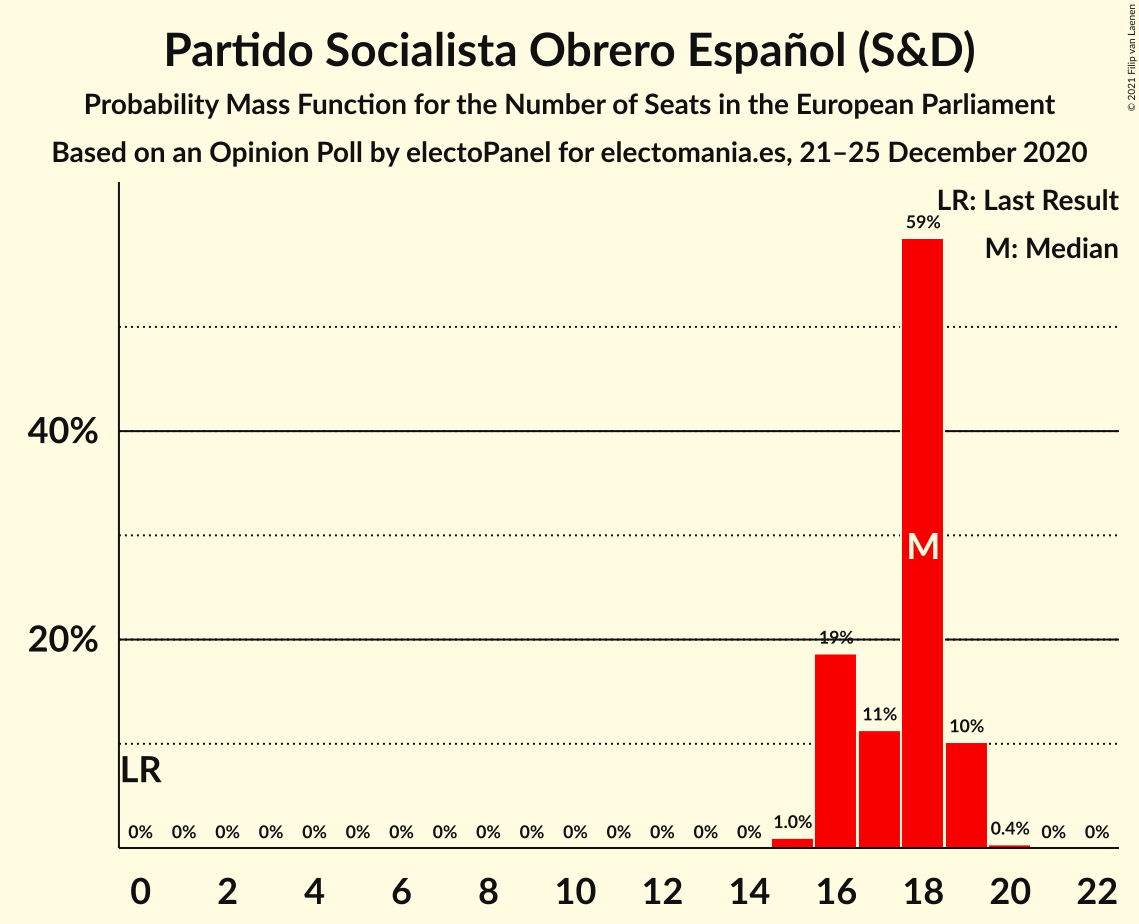 Partido Socialista Obrero Español (S&D)
Probability Mass Function for the Number of Seats in the European Parliament
Based on an Opinion Poll by electoPanel for electomania.es, 21–25 December 2020
© 2021 Filip van Laenen
LR: Last Result
M: Median
59%
40%
M
20%
19%
11%
10%
LR
0% 0% 0% 0% 0% 0% 0% 0% 0% 0% 0% 0% 0% 0% 0% 1.0% 0.4% 0% 0%
0 2 4 6 8 10 12 14 16 18 20 22